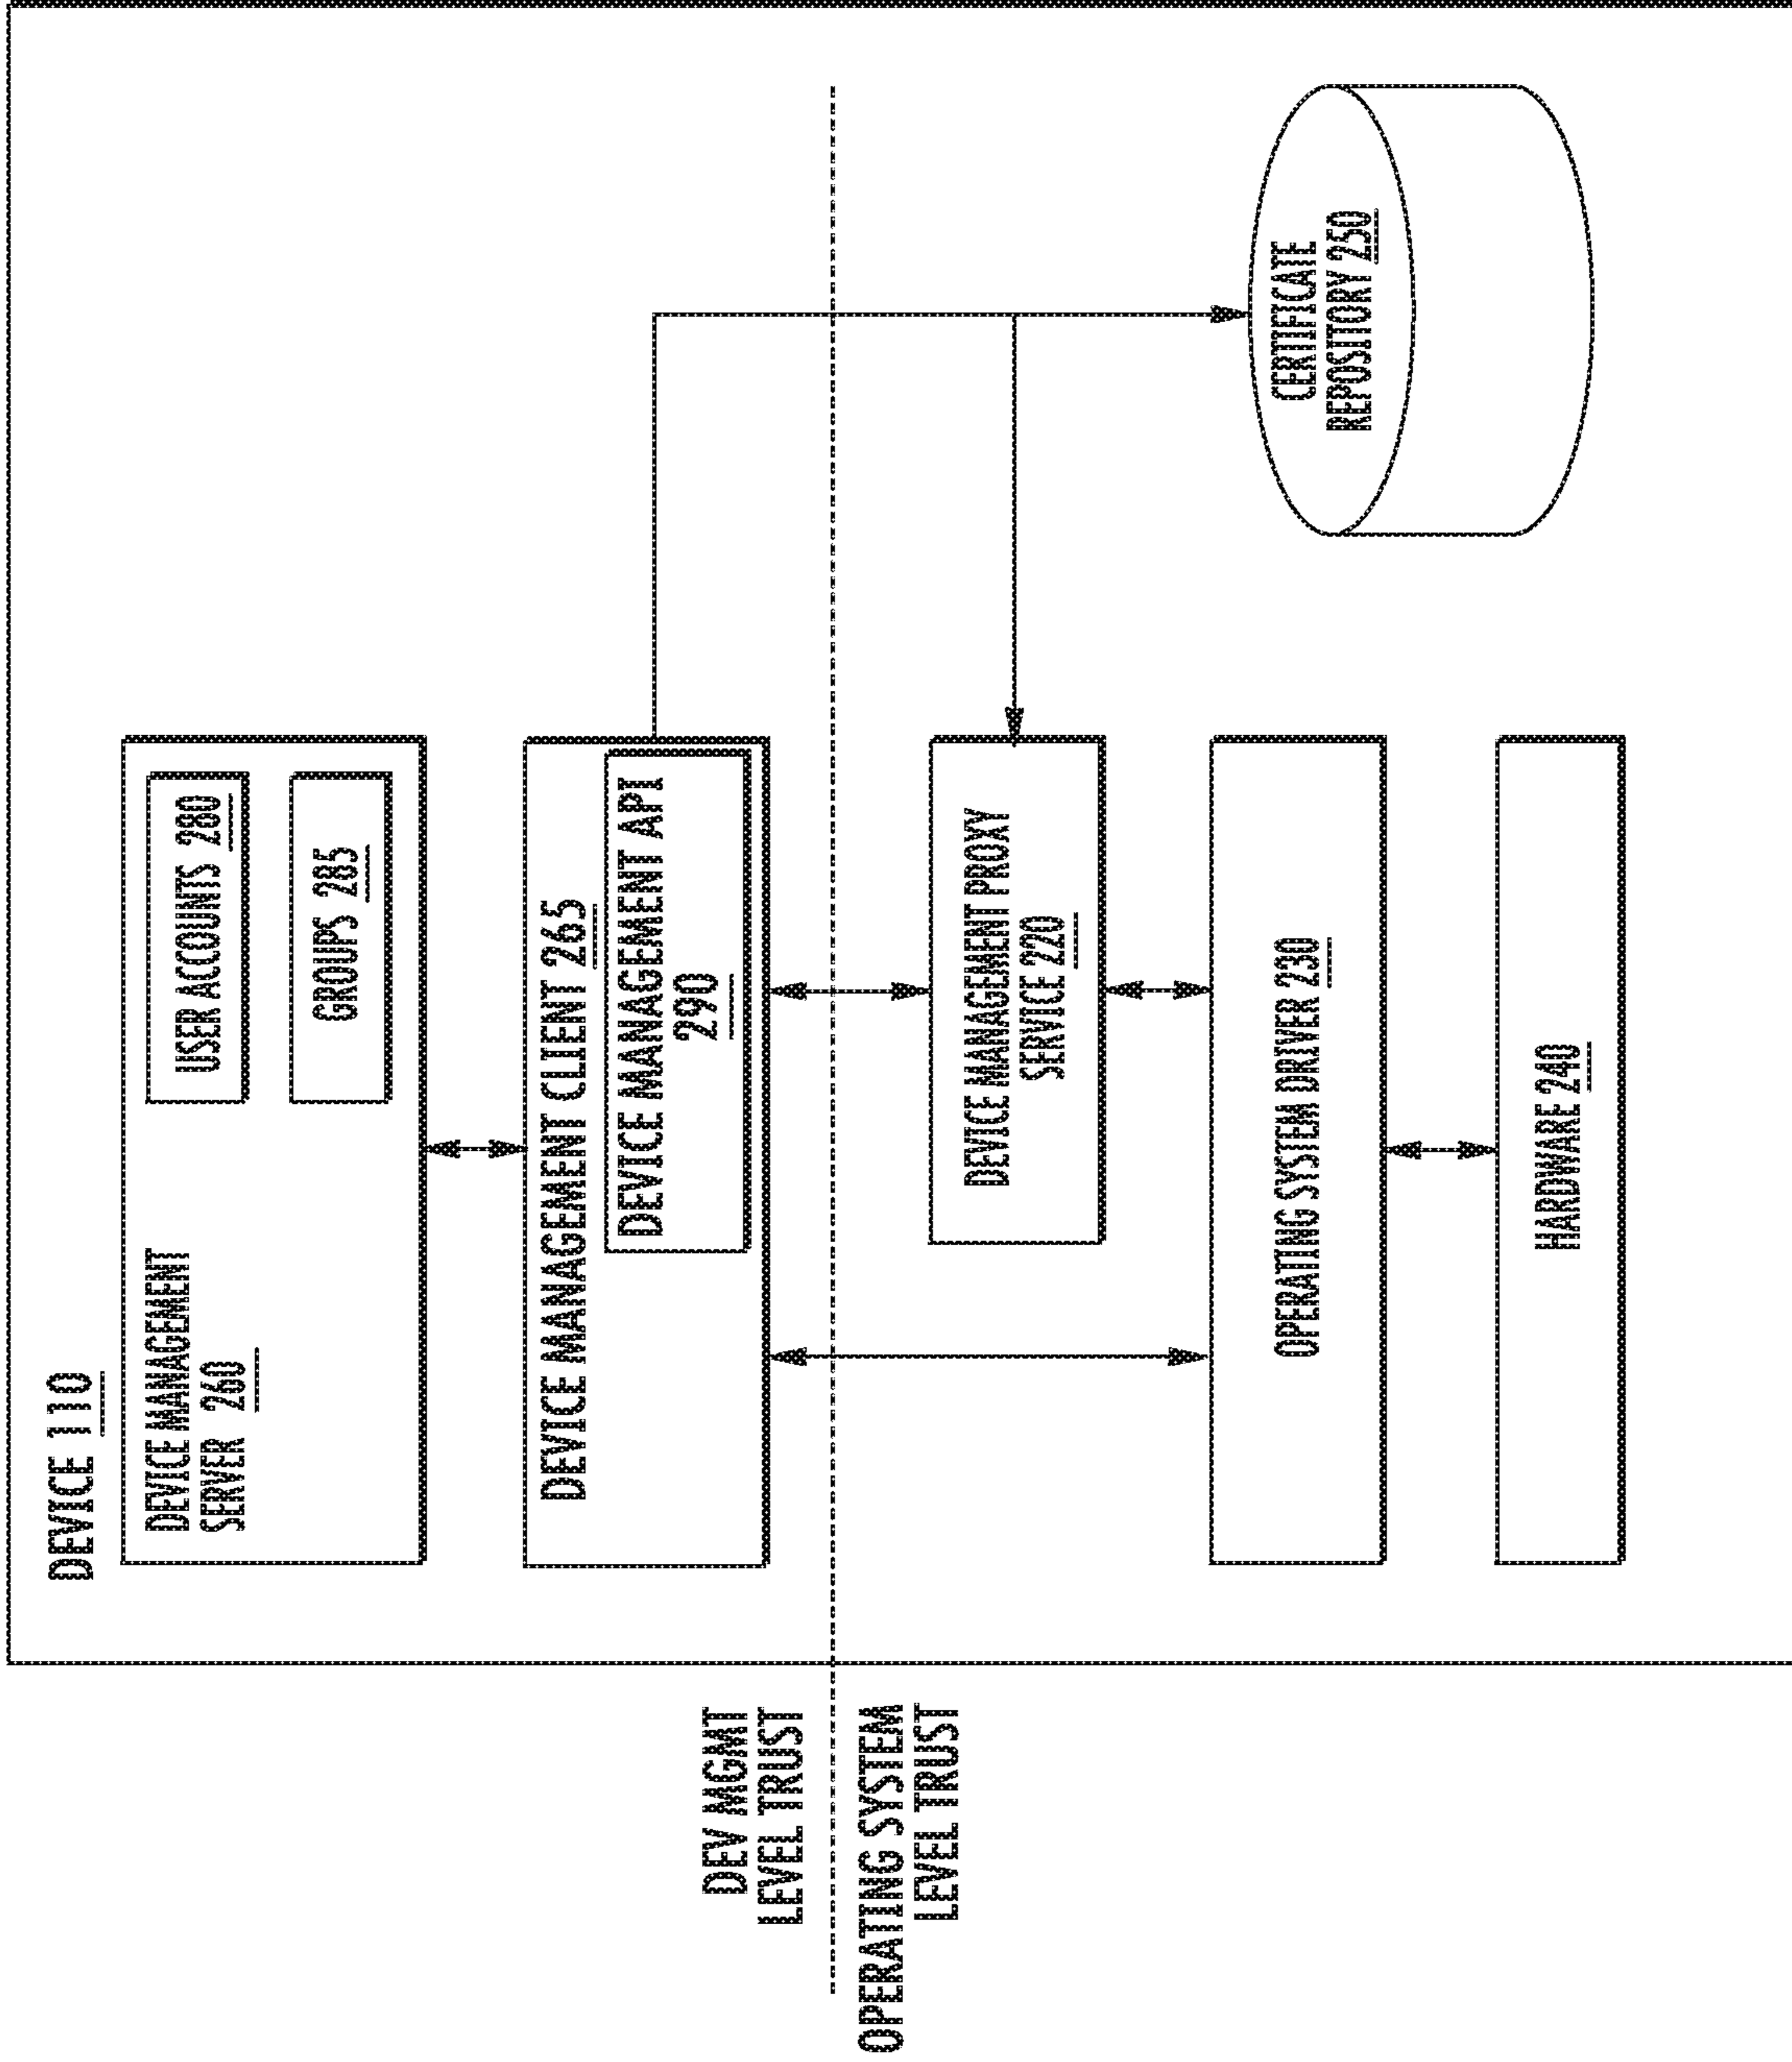 DEVICE 110
DEVICE MANAGEMENT
SERVER 260
USER ACCOUNTS 280
GROUPS 285
DEVICE MANAGEMENT CLIENT 265
DEVICE MANAGEMENT API
290
DEV MGMT
LEVEL TRUST
OPERATING SYSTEM
LEVEL TRUST
DEVICE MANAGEMENT PROXY
SERVICE 220
OPERATING SYSTEM DRIVER 230
HARDWARE 240
CERTIFICATE
REPOSITORY 250